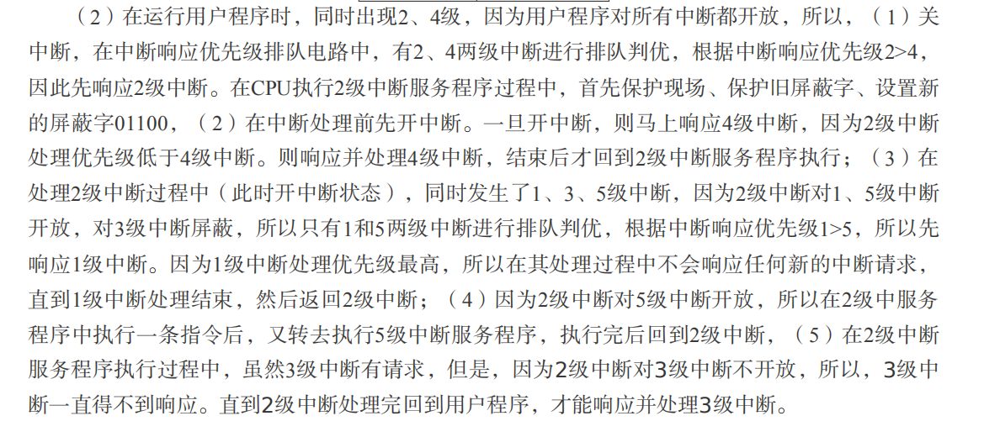 （2）在运行用户程序时，同时出现2、4级，因为用户程序对所有中断都开放，所以，（1）关
中断，在中断响应优先级排队电路中，有2、4两级中断进行排队判优，根据中断响应优先级2>4，
因此先响应2级中断。在CPU执行2级中断服务程序过程中，首先保护现场、保护旧屏蔽字、设置新
的屏蔽字01100，（2）在中断处理前先开中断。一旦开中断，则马上响应4级中断，因为2级中断
处理优先级低于4级中断。则响应并处理4级中断，结束后才回到2级中断服务程序执行；（3）在
处理2级中断过程中（此时开中断状态），同时发生了1、3、5级中断，因为2级中断对1、5级中断
开放，对3级中断屏蔽，所以只有1和5两级中断进行排队判优，根据中断响应优先级1>5，所以先
响应1级中断。因为1级中断处理优先级最高，所以在其处理过程中不会响应任何新的中断请求，
直到1级中断处理结束，然后返回2级中断；（4）因为2级中断对5级中断开放，所以在2级中服务
程序中执行一条指令后，又转去执行5级中断服务程序，执行完后回到2级中断，（5）在2级中断
服务程序执行过程中，虽然3级中断有请求，但是，因为2级中断对3级中断不开放，所以，3级中
断一直得不到响应。直到2级中断处理完回到用户程序，才能响应并处理3级中断。